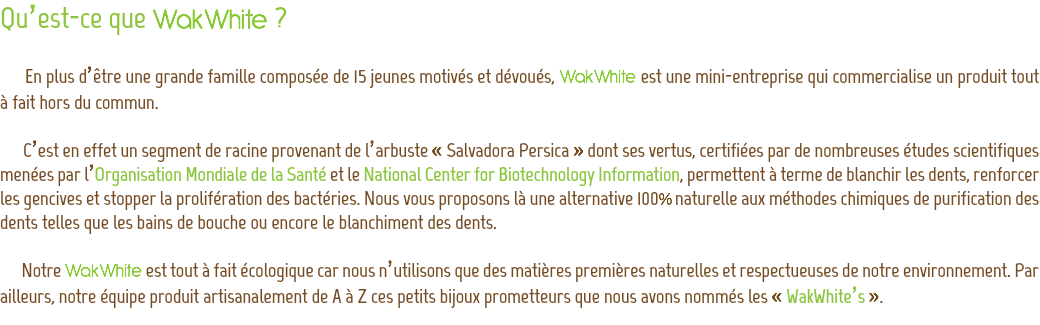 Qu'est-ce que WakWhite ?
En plus d'être une grande famille composée de 15 jeunes motivés et dévoués, WakWhite est une mini-entreprise qui commercialise un produit tout
à fait hors du commun.
C'est en effet un segment de racine provenant de l'arbuste « Salvadora Persica » dont ses vertus, certifiées par de nombreuses études scientifiques
menées par l'Organisation Mondiale de la Santé et le National Center for Biotechnology Information, permettent à terme de blanchir les dents, renforcer
les gencives et stopper la prolifération des bactéries. Nous vous proposons là une alternative 100% naturelle aux méthodes chimiques de purification des
dents telles que les bains de bouche ou encore le blanchiment des dents.
Notre WakWhite est tout à fait écologique car nous n'utilisons que des matières premières naturelles et respectueuses de notre environnement. Par
ailleurs, notre équipe produit artisanalement de A à Z ces petits bijoux prometteurs que nous avons nommés les « WakWhite's ».